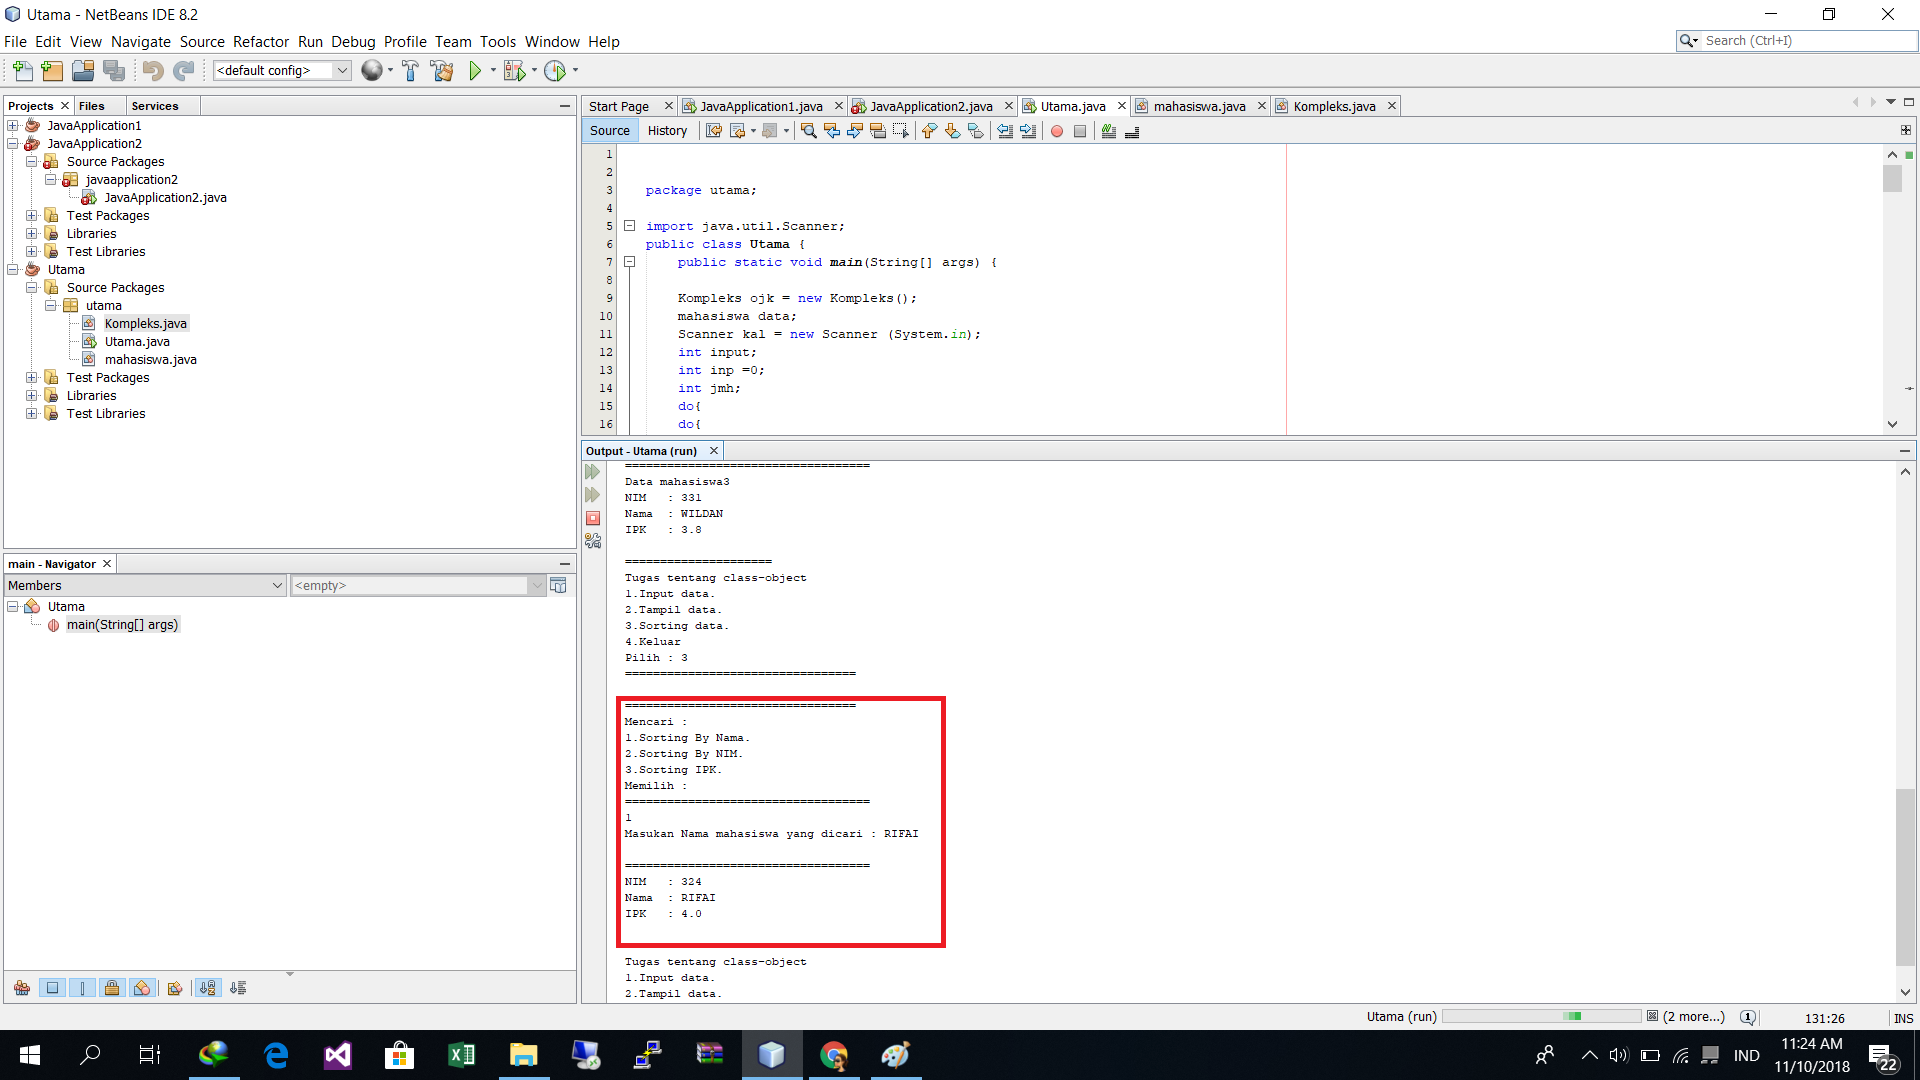 Utama - NetBeans IDE 8.2
File Edit View Navigate Source Refactor Run Debug Profile Team Tools Window Help
Search (Ctrl+I)
<default config>
Projects Files Services
JavaApplication1
JavaApplication2
Source Packages
javaapplication2
JavaApplication2.java
Test Packages
Libraries
Test Libraries
Utama
Source Packages
utama
Kompleks.java
Utama.java
mahasiswa.java
Test Packages
Libraries
Test Libraries
main - Navigator
Members
<empty>
Utama
main(String[] args)
Start Page JavaApplication1.java JavaApplication2.java Utama.java mahasiswa.java Kompleks.java
Source History
1
2
3 package utama;
4
5 import java.util.Scanner;
6 public class Utama {
7 public static void main(String[] args) {
8
9 Kompleks ojk = new Kompleks();
10 mahasiswa data;
11 Scanner kal = new Scanner (System.in);
12 int input;
13 int inp =0;
14 int jmh;
15 do{
16 do{
Output - Utama (run)
===================================
Data mahasiswa3
NIM : 331
Nama : WILDAN
IPK : 3.8
=====================
Tugas tentang class-object
1.Input data.
2.Tampil data.
3.Sorting data.
4.Keluar
Pilih : 3
=================================
=================================
Mencari :
1.Sorting By Nama.
2.Sorting By NIM.
3.Sorting IPK.
Memilih :
===================================
1
Masukan Nama mahasiswa yang dicari : RIFAI
===================================
NIM : 324
Nama : RIFAI
IPK : 4.0
Tugas tentang class-object
1.Input data.
2.Tampil data.
Utama (run)
(2 more...)
131:26
INS
IND
11:24 AM
11/10/2018
22